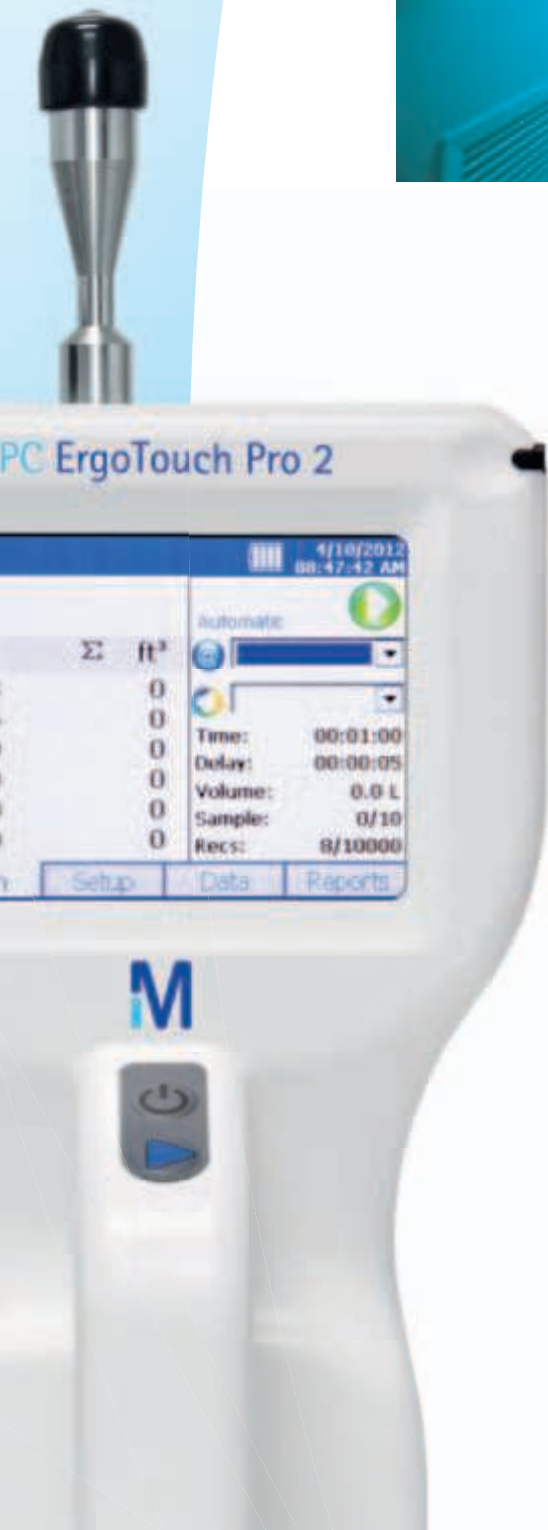 PC ErgoTouch Pro 2
4/10/2012
08:47:42 AM
Automatic
Σ ft³
0
0
0
0
0
0
Time: 00:01:00
Delay: 00:00:05
Volume: 0.0 L
Sample: 0/10
Recs: 8/10000
Setup Data Reports
M